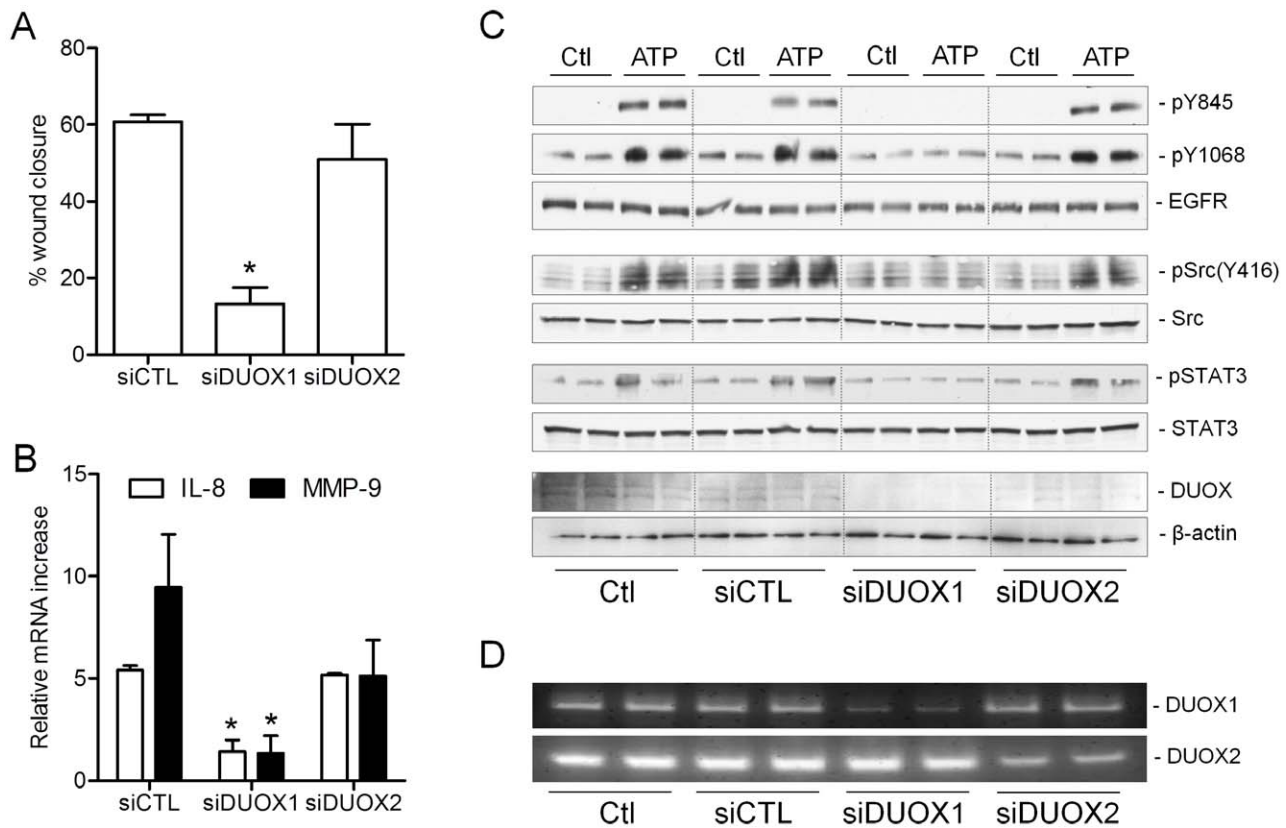 A
80
60
40
20
0
% wound closure
*
siCTL siDUOX1 siDUOX2
B
15
10
5
0
Relative mRNA increase
IL-8 MMP-9
* *
siCTL siDUOX1 siDUOX2
C
Ctl ATP Ctl ATP Ctl ATP Ctl ATP
- pY845
- pY1068
- EGFR
- pSrc(Y416)
- Src
- pSTAT3
- STAT3
- DUOX
- β-actin
Ctl siCTL siDUOX1 siDUOX2
D
- DUOX1
- DUOX2
Ctl siCTL siDUOX1 siDUOX2